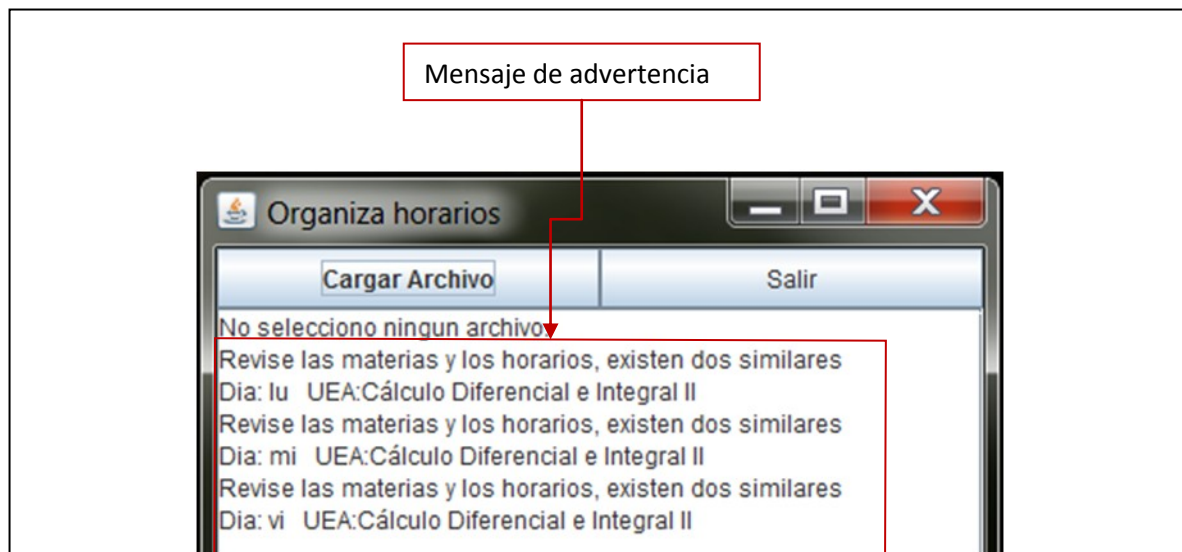 Mensaje de advertencia
Organiza horarios
Cargar Archivo
Salir
No selecciono ningun archivo.
Revise las materias y los horarios, existen dos similares
Dia: lu UEA:Cálculo Diferencial e Integral II
Revise las materias y los horarios, existen dos similares
Dia: mi UEA:Cálculo Diferencial e Integral II
Revise las materias y los horarios, existen dos similares
Dia: vi UEA:Cálculo Diferencial e Integral II